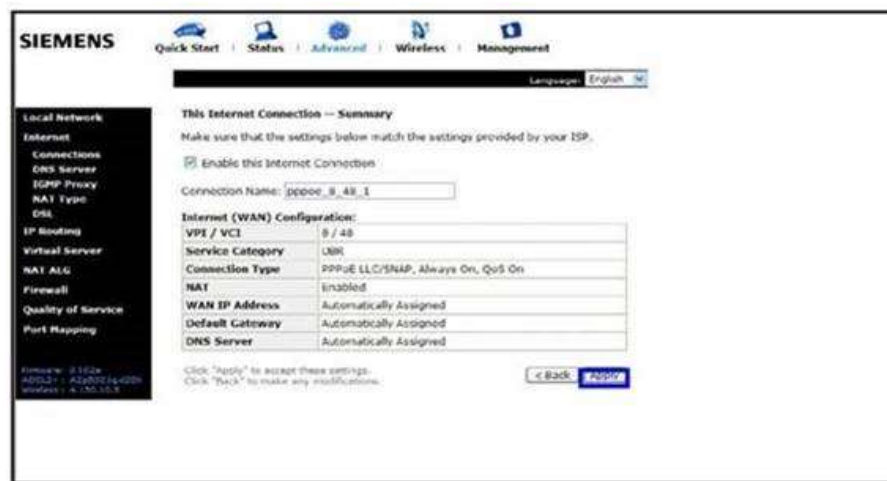 SIEMENS
Quick Start | Status | Advanced | Wireless | Management
Language: English
Local Network
Internet
Connections
DNS Server
IGMP Proxy
NAT Type
DSL
IP Routing
Virtual Server
NAT ALG
Firewall
Quality of Service
Port Mapping
This Internet Connection -- Summary
Make sure that the settings below match the settings provided by your ISP.
Enable this Internet Connection
Connection Name: pppoe_8_48_1
Internet (WAN) Configuration:
VPI / VCI 8 / 48
Service Category UBR
Connection Type PPPoE LLC/SNAP, Always On, QoS On
NAT Enabled
WAN IP Address Automatically Assigned
Default Gateway Automatically Assigned
DNS Server Automatically Assigned
Click "Apply" to accept these settings.
Click "Back" to make any modifications.
< Back Apply